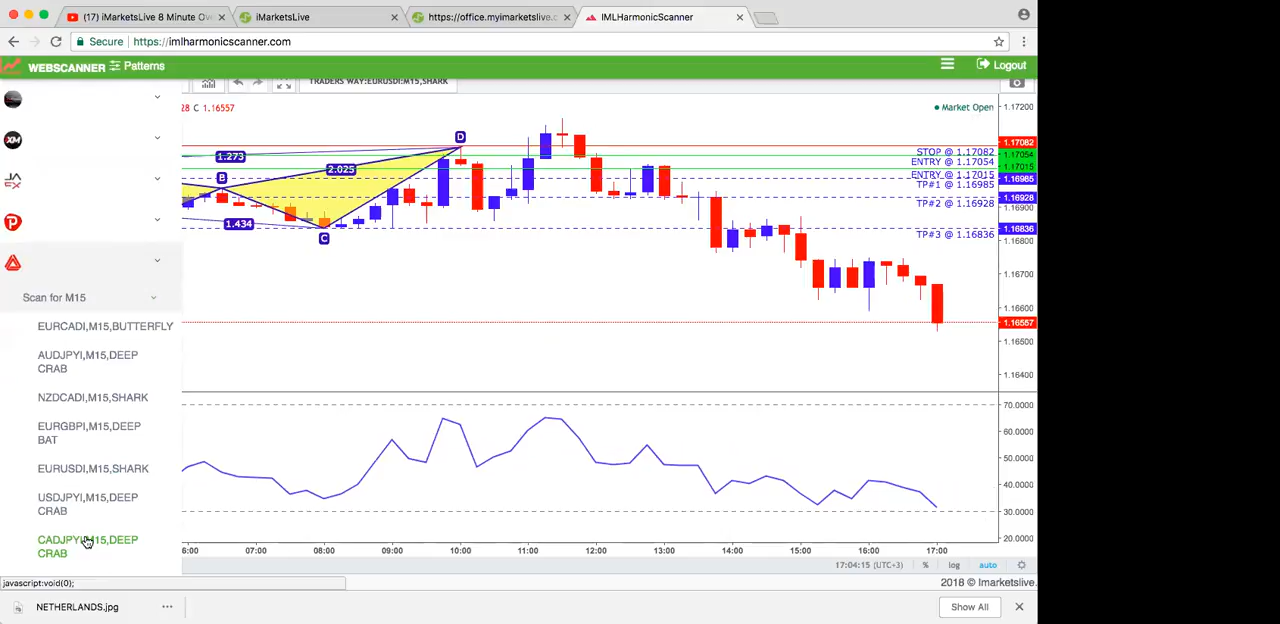 (17) iMarketsLive 8 Minute Ov
iMarketsLive
https://office.myimarketslive.c
IMLHarmonicScanner
Secure
https://imlharmonicscanner.com
WEBSCANNER
Patterns
Logout
TRADERS WAY:EURUSDI:M15,SHARK
28 C 1.16557
Market Open
XM
Scan for M15
EURCADI,M15,BUTTERFLY
AUDJPYI,M15,DEEP
CRAB
NZDCADI,M15,SHARK
EURGBPI,M15,DEEP
BAT
EURUSDI,M15,SHARK
USDJPYI,M15,DEEP
CRAB
CADJPYI,M15,DEEP
CRAB
1.273
B
2.025
D
1.434
C
STOP @ 1.17082
ENTRY @ 1.17054
ENTRY @ 1.17015
TP#1 @ 1.16985
TP#2 @ 1.16928
TP#3 @ 1.16836
1.17200
1.17082
1.17054
1.17015
1.16985
1.16928
1.16900
1.16836
1.16800
1.16700
1.16600
1.16557
1.16500
1.16400
70.0000
60.0000
50.0000
40.0000
30.0000
20.0000
6:00
07:00
08:00
09:00
10:00
11:00
12:00
13:00
14:00
15:00
16:00
17:00
17:04:15 (UTC+3)
%
log
auto
javascript:void(0);
2018 © Imarketslive.
NETHERLANDS.jpg
Show All